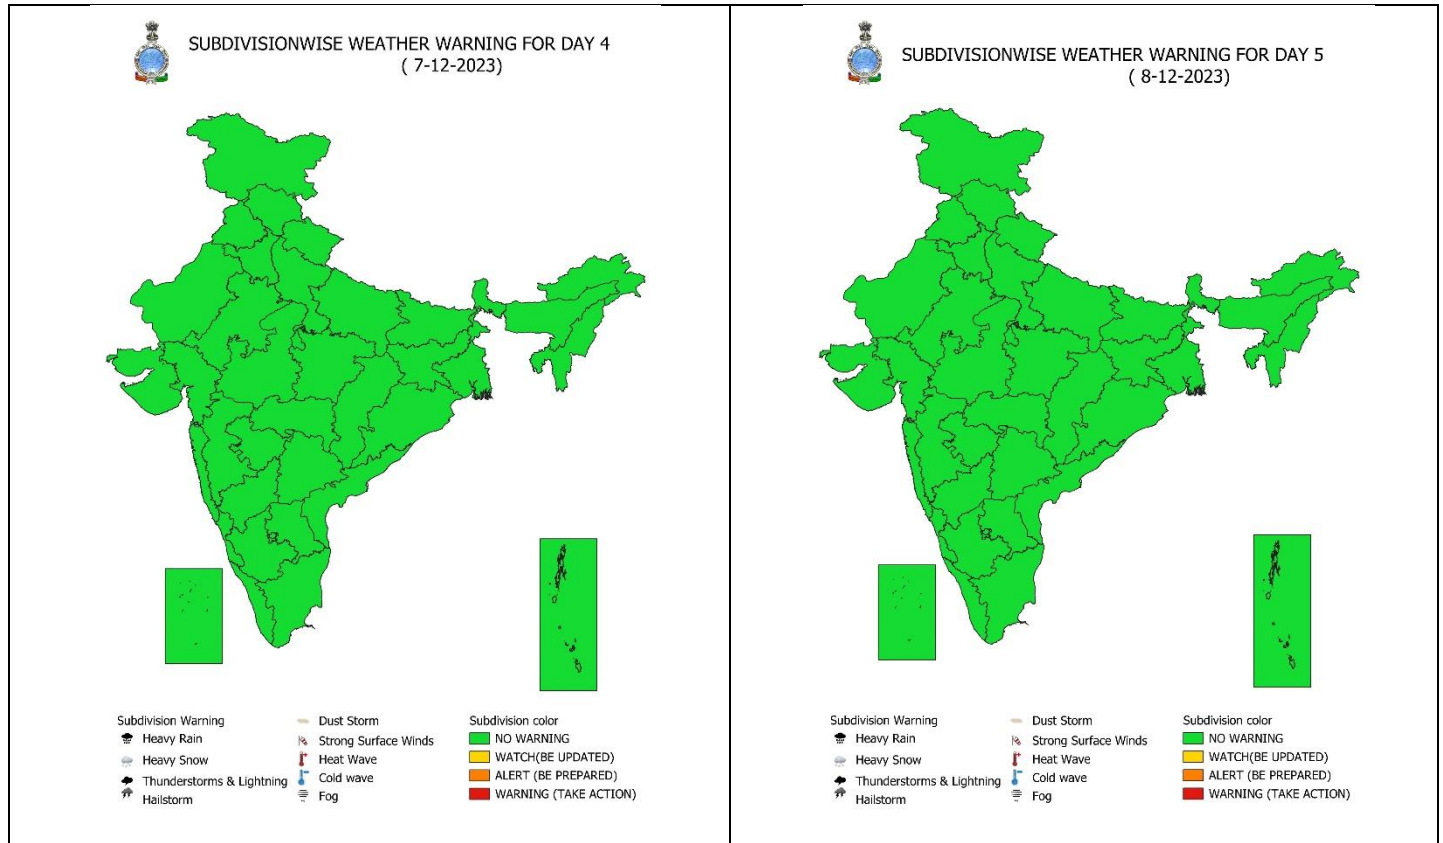 SUBDIVISIONWISE WEATHER WARNING FOR DAY 4
( 7-12-2023)
Subdivision Warning
Heavy Rain
Heavy Snow
Thunderstorms & Lightning
Hailstorm
Dust Storm
Strong Surface Winds
Heat Wave
Cold wave
Fog
Subdivision color
NO WARNING
WATCH(BE UPDATED)
ALERT (BE PREPARED)
WARNING (TAKE ACTION)
SUBDIVISIONWISE WEATHER WARNING FOR DAY 5
( 8-12-2023)
Subdivision Warning
Heavy Rain
Heavy Snow
Thunderstorms & Lightning
Hailstorm
Dust Storm
Strong Surface Winds
Heat Wave
Cold wave
Fog
Subdivision color
NO WARNING
WATCH(BE UPDATED)
ALERT (BE PREPARED)
WARNING (TAKE ACTION)